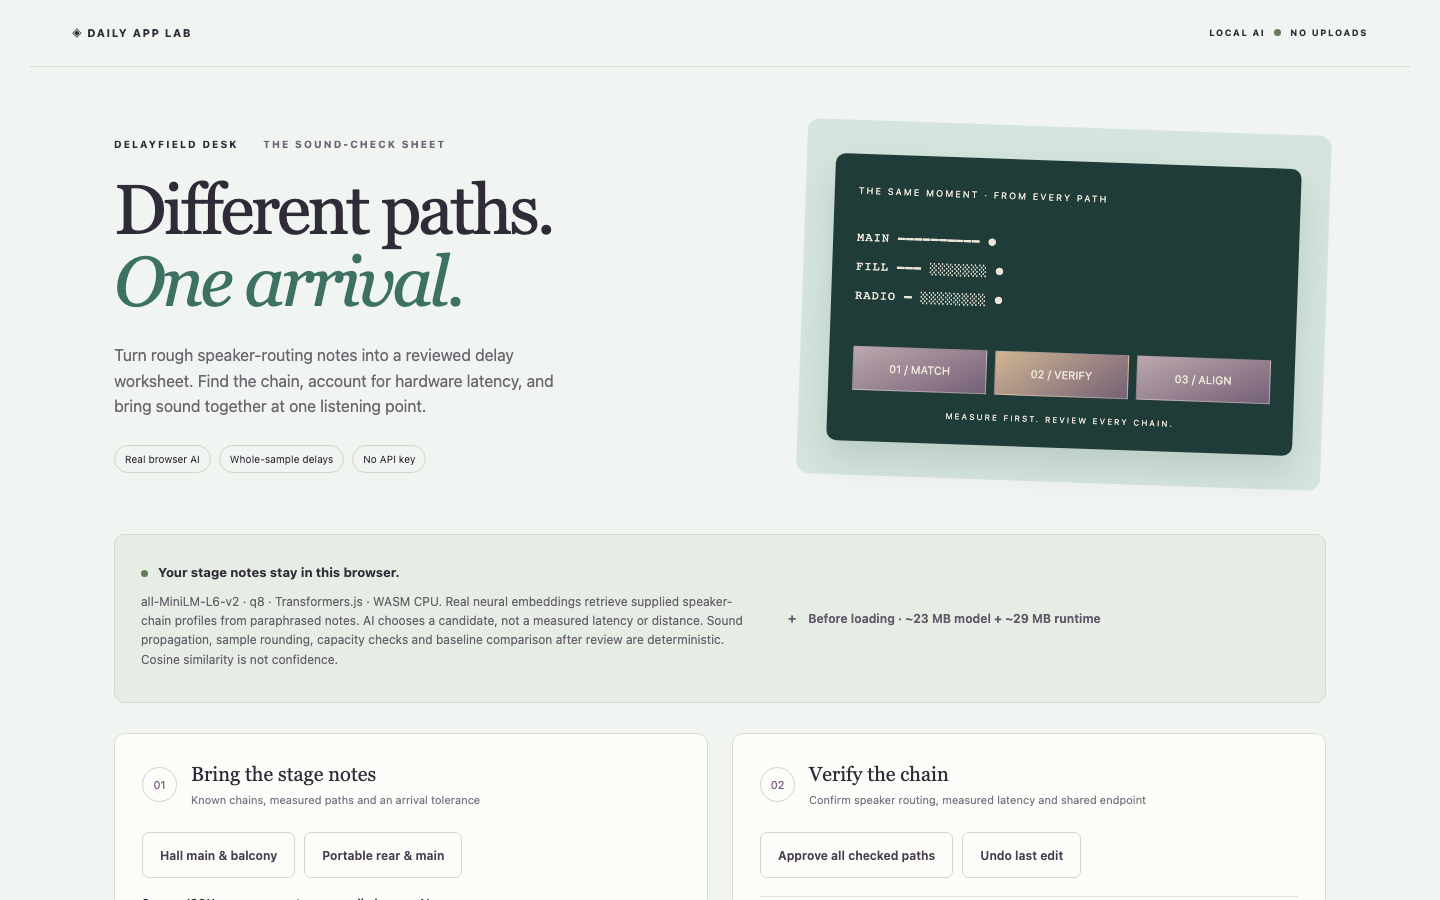 ◈ DAILY APP LAB
LOCAL AI ● NO UPLOADS
DELAYFIELD DESK THE SOUND-CHECK SHEET
Different paths.
One arrival.
Turn rough speaker-routing notes into a reviewed delay
worksheet. Find the chain, account for hardware latency, and
bring sound together at one listening point.
Real browser AI
Whole-sample delays
No API key
THE SAME MOMENT · FROM EVERY PATH
MAIN ━━━━━━━━━━ ●
FILL ━━━ ░░░░░░░ ●
RADIO ━ ░░░░░░░░ ●
01 / MATCH
02 / VERIFY
03 / ALIGN
MEASURE FIRST. REVIEW EVERY CHAIN.
Your stage notes stay in this browser.
all-MiniLM-L6-v2 · q8 · Transformers.js · WASM CPU. Real neural embeddings retrieve supplied speaker-
chain profiles from paraphrased notes. AI chooses a candidate, not a measured latency or distance. Sound
propagation, sample rounding, capacity checks and baseline comparison after review are deterministic.
Cosine similarity is not confidence.
+ Before loading · ~23 MB model + ~29 MB runtime
01
Bring the stage notes
Known chains, measured paths and an arrival tolerance
Hall main & balcony
Portable rear & main
02
Verify the chain
Confirm speaker routing, measured latency and shared endpoint
Approve all checked paths
Undo last edit